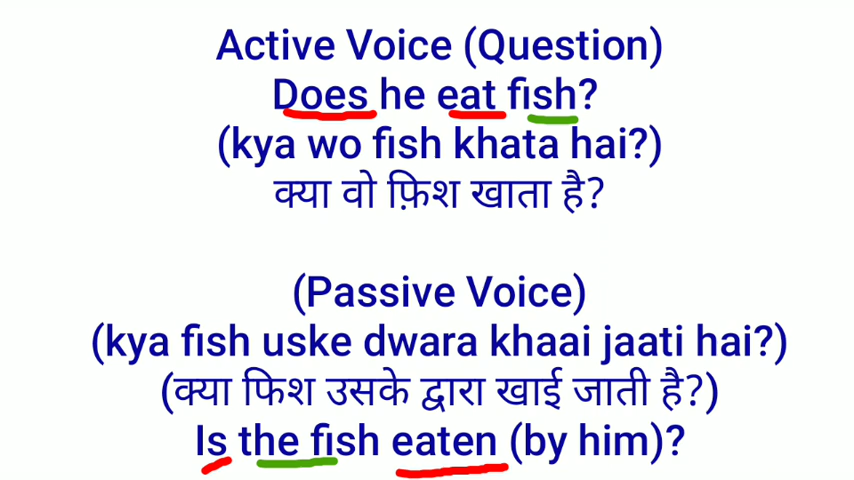 Active Voice (Question)
Does he eat fish?
(kya wo fish khata hai?)
क्या वो फ़िश खाता है?
(Passive Voice)
(kya fish uske dwara khaai jaati hai?)
(क्या फिश उसके द्वारा खाई जाती है?)
Is the fish eaten (by him)?